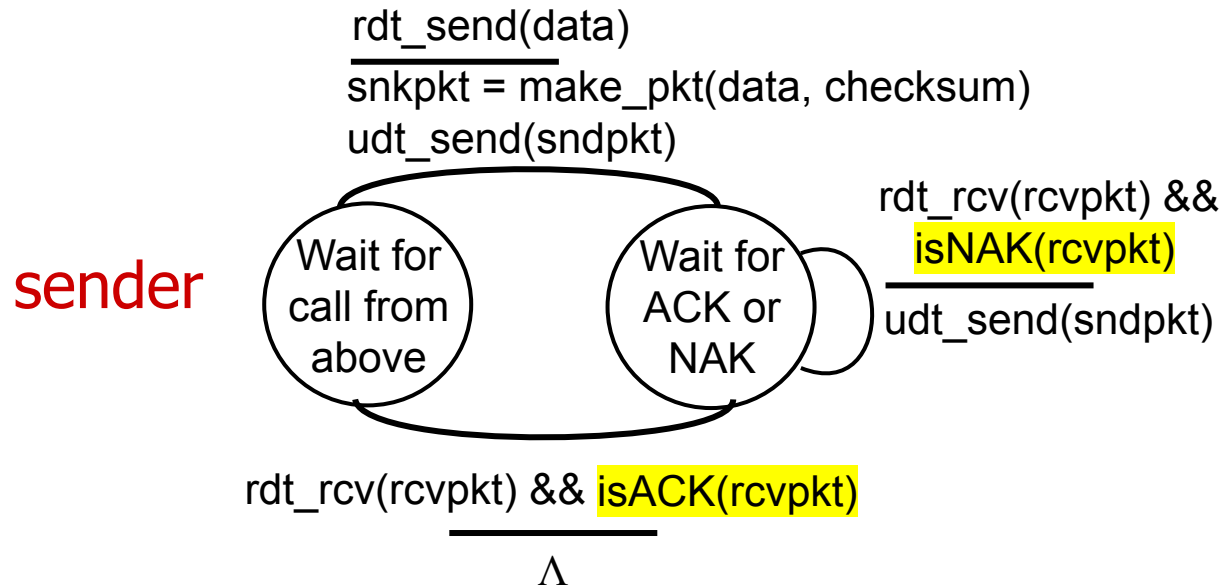 rdt_send(data)
snkpkt = make_pkt(data, checksum)
udt_send(sndpkt)
sender
Wait for
call from
above
Wait for
ACK or
NAK
rdt_rcv(rcvpkt) &&
isNAK(rcvpkt)
udt_send(sndpkt)
rdt_rcv(rcvpkt) && isACK(rcvpkt)
Λ